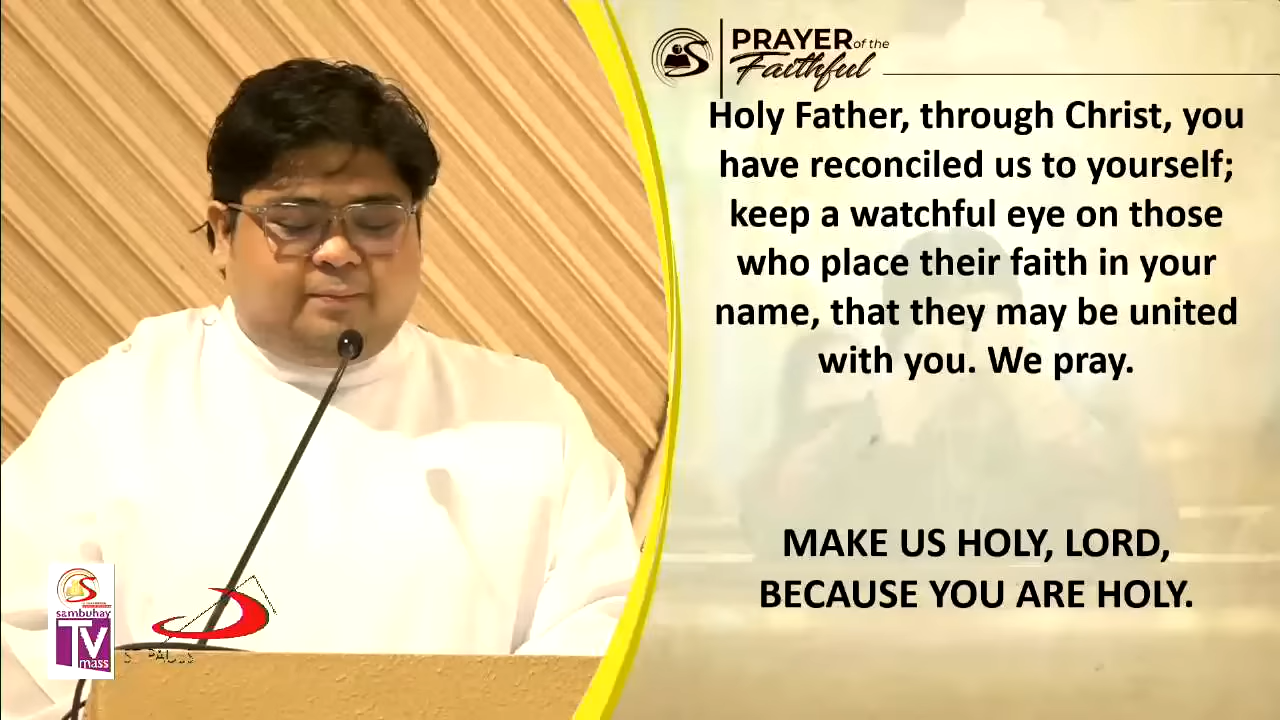 PRAYER of the
Faithful
Holy Father, through Christ, you
have reconciled us to yourself;
keep a watchful eye on those
who place their faith in your
name, that they may be united
with you. We pray.
MAKE US HOLY, LORD,
BECAUSE YOU ARE HOLY.
sambuhay
TV
mass